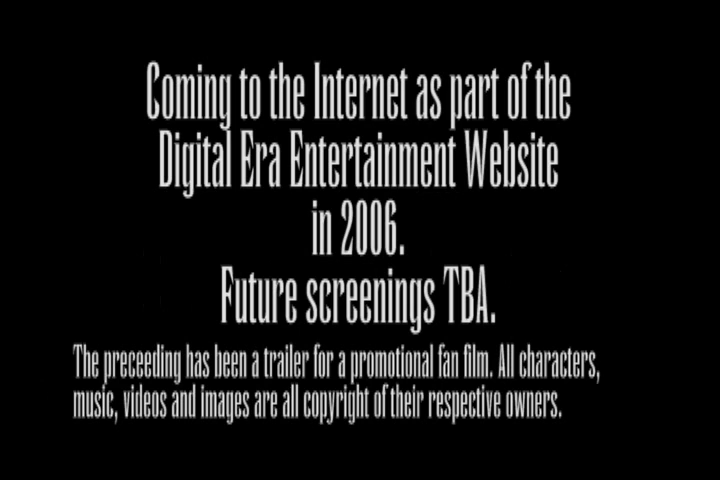 Coming to the Internet as part of the
Digital Era Entertainment Website
in 2006.
Future screenings TBA.
The preceeding has been a trailer for a promotional fan film. All characters,
music, videos and images are all copyright of their respective owners.